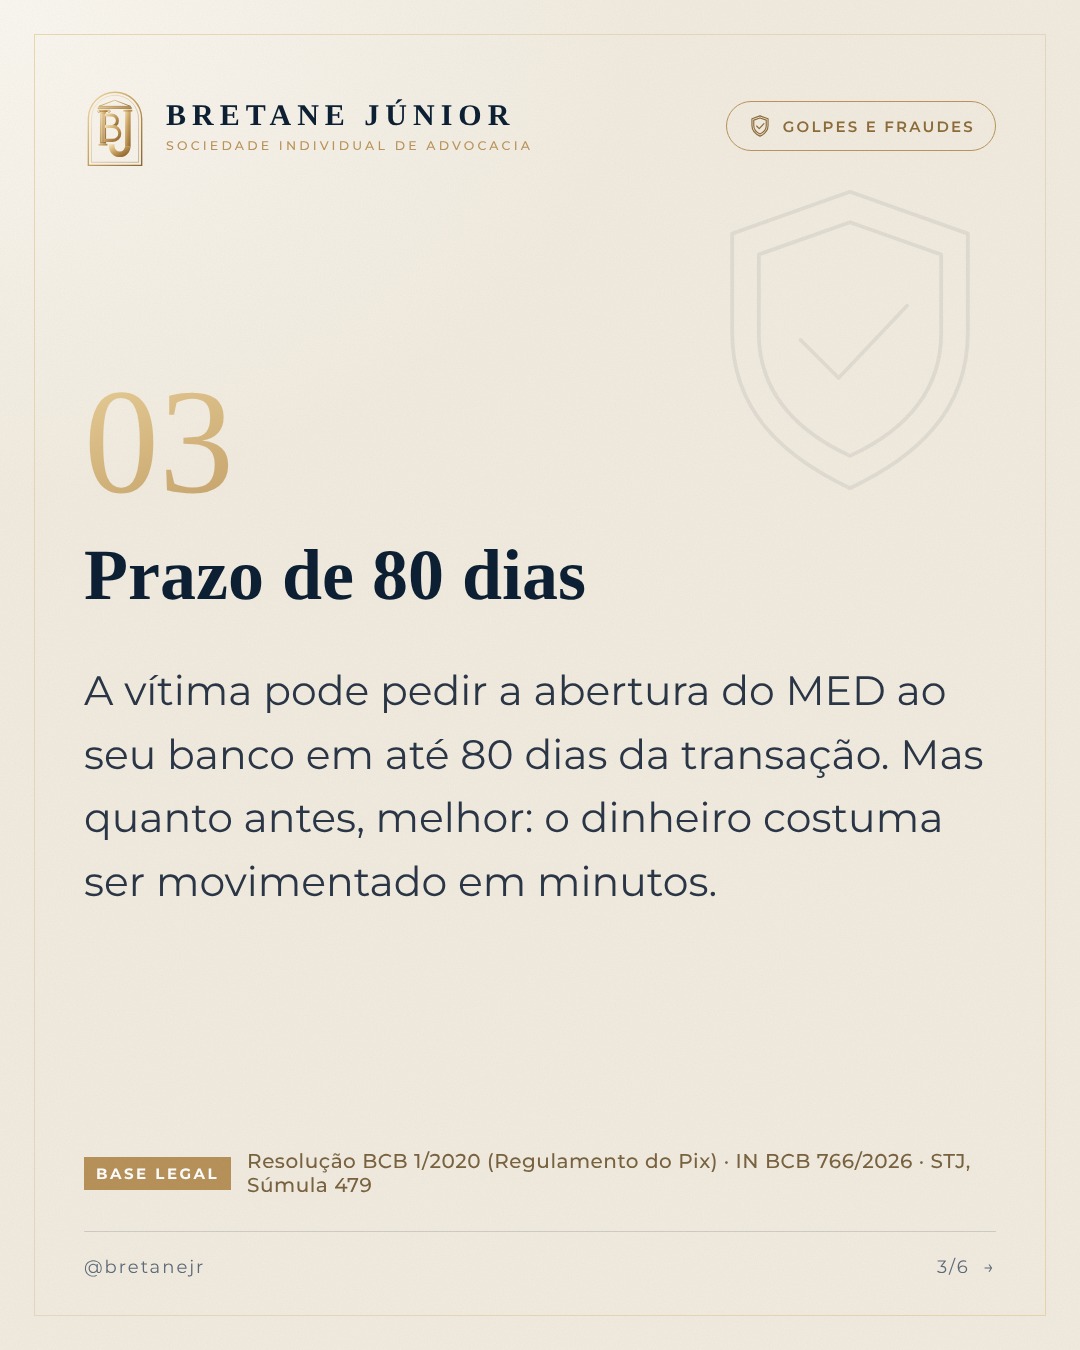 BRETANE JÚNIOR
SOCIEDADE INDIVIDUAL DE ADVOCACIA
GOLPES E FRAUDES
03
Prazo de 80 dias
A vítima pode pedir a abertura do MED ao
seu banco em até 80 dias da transação. Mas
quanto antes, melhor: o dinheiro costuma
ser movimentado em minutos.
BASE LEGAL
Resolução BCB 1/2020 (Regulamento do Pix) · IN BCB 766/2026 · STJ,
Súmula 479
@bretanejr
3/6 →